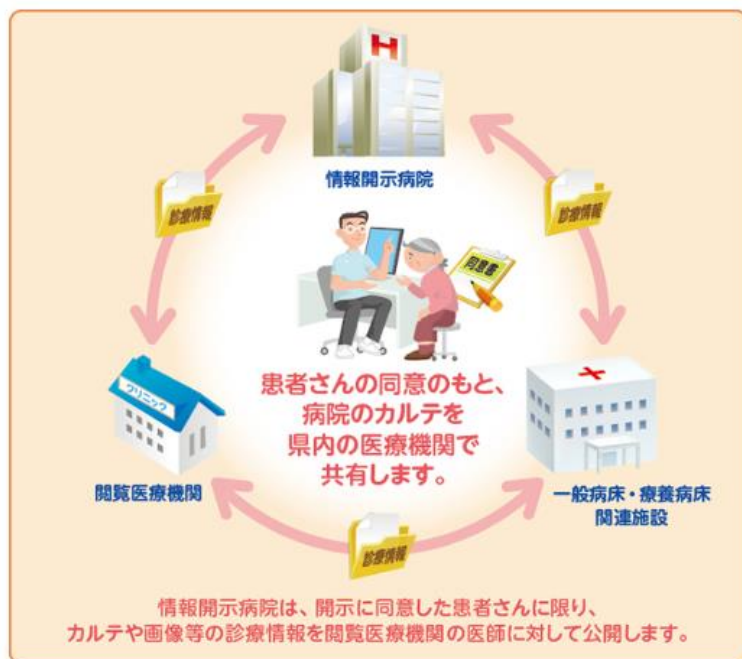 H
情報開示病院
診療情報
診療情報
同意書
患者さんの同意のもと、
病院のカルテを
県内の医療機関で
共有します。
クリニック
閲覧医療機関
一般病床・療養病床
関連施設
診療情報
情報開示病院は、開示に同意した患者さんに限り、
カルテや画像等の診療情報を閲覧医療機関の医師に対して公開します。